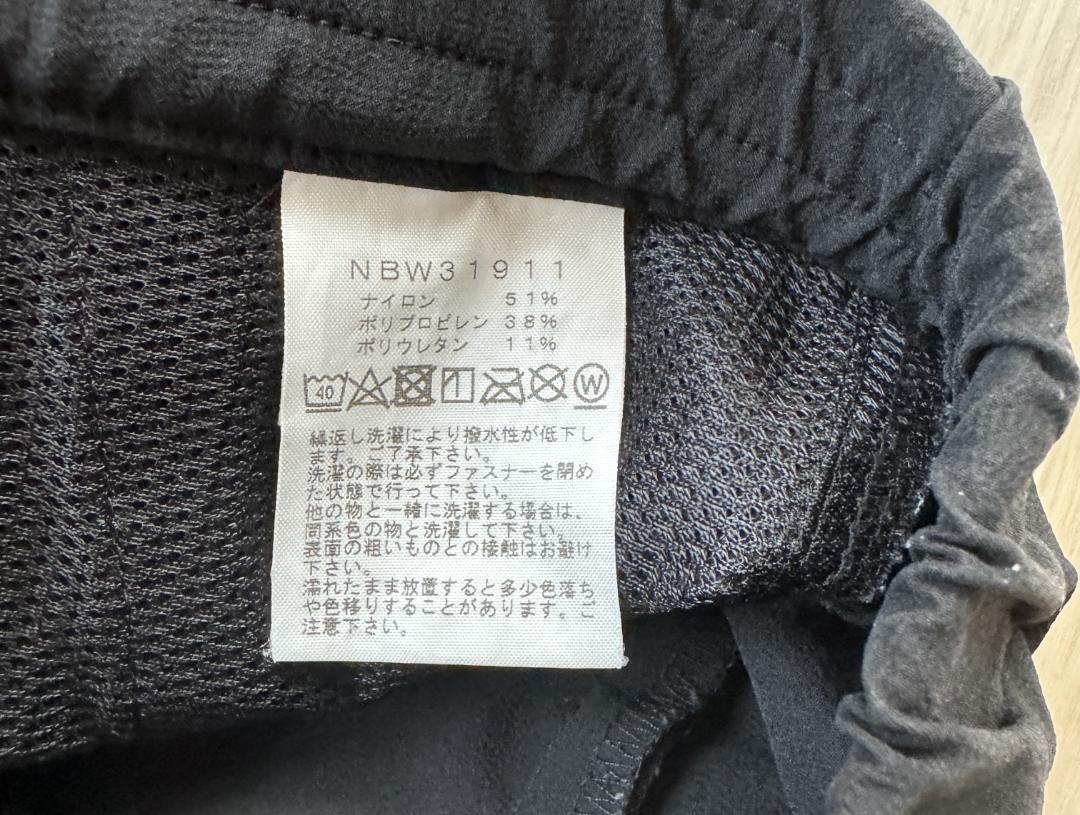 NBW31911
ナイロン 51%
ポリプロピレン 38%
ポリウレタン 11%
40 W
繰返し洗濯により撥水性が低下し
ます。ご了承下さい。
洗濯の際は必ずファスナーを閉め
た状態で行って下さい。
他の物と一緒に洗濯する場合は、
同系色の物と洗濯して下さい。
表面の粗いものとの接触はお避け
下さい。
濡れたまま放置すると多少色落ち
や色移りすることがあります。ご
注意下さい。